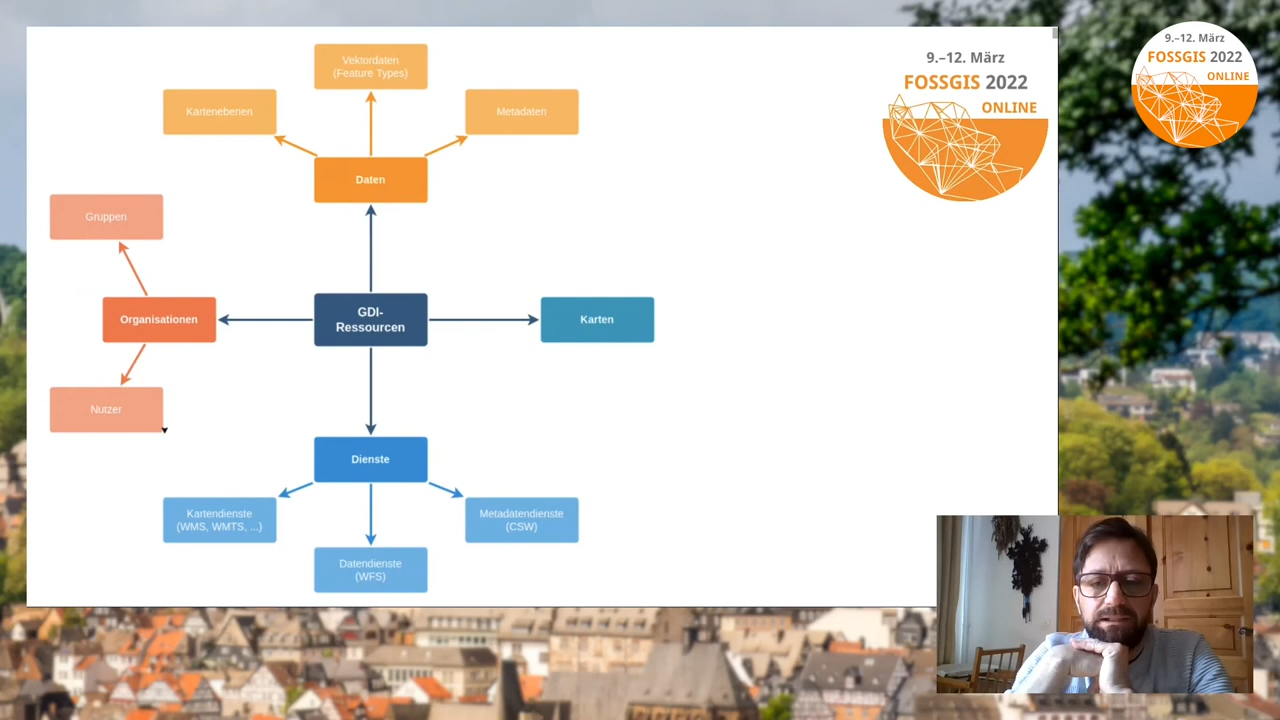 Vektordaten
(Feature Types)
Kartenebenen
Metadaten
Daten
Gruppen
Organisationen
GDI-
Ressourcen
Karten
Nutzer
Dienste
Kartendienste
(WMS, WMTS, ...)
Metadatendienste
(CSW)
Datendienste
(WFS)
9.–12. März
FOSSGIS 2022
ONLINE
9.–12. März
FOSSGIS 2022
ONLINE